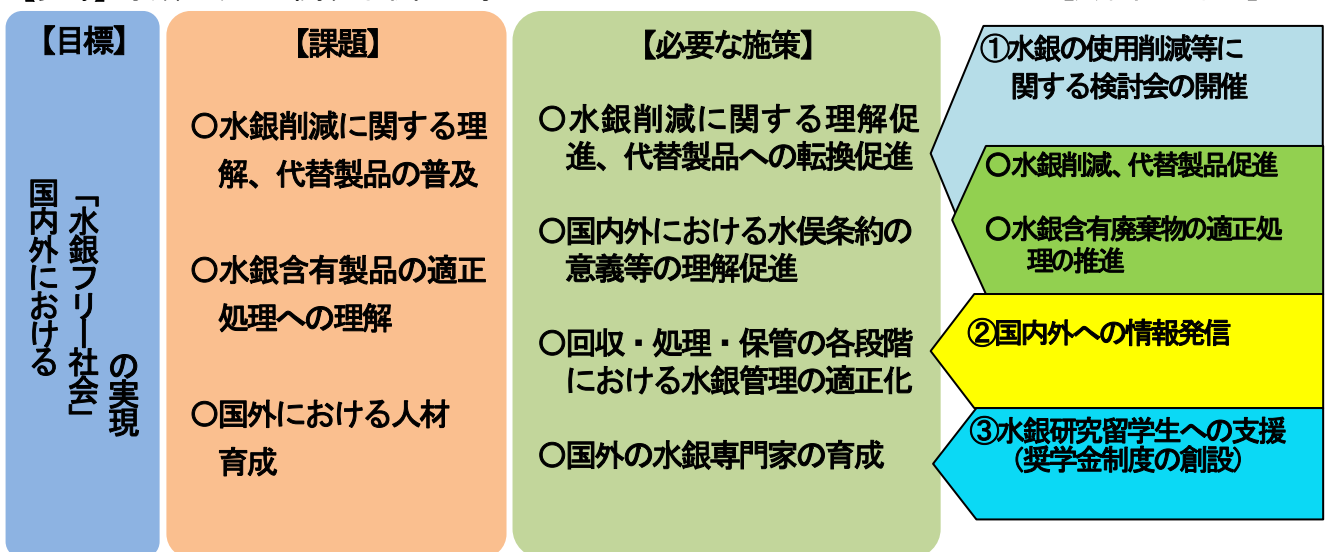 【目標】
国内外における
「水銀フリー社会」
の実現
【課題】
○水銀削減に関する理
解、代替製品の普及
○水銀含有製品の適正
処理への理解
○国外における人材
育成
【必要な施策】
○水銀削減に関する理解促
進、代替製品への転換促進
○国内外における水俣条約の
意義等の理解促進
○回収・処理・保管の各段階
における水銀管理の適正化
○国外の水銀専門家の育成
①水銀の使用削減等に
関する検討会の開催
○水銀削減、代替製品促進
○水銀含有廃棄物の適正処
理の推進
②国内外への情報発信
③水銀研究留学生への支援
（奨学金制度の創設）